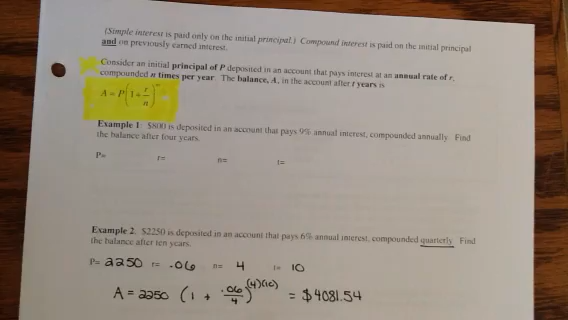 (Simple interest is paid only on the initial principal.) Compound interest is paid on the initial principal
and on previously earned interest.
Consider an initial principal of P deposited in an account that pays interest at an annual rate of r,
compounded n times per year. The balance, A, in the account after t years is
A = P(1 + r/n)^nt
Example 1: $800 is deposited in an account that pays 9% annual interest, compounded annually. Find
the balance after four years.
P= r= n= t=
Example 2: $2250 is deposited in an account that pays 6% annual interest, compounded quarterly. Find
the balance after ten years.
P= 2250 r= .06 n= 4 t= 10
A = 2250 (1 + .06/4)^(4)(10) = $4081.54